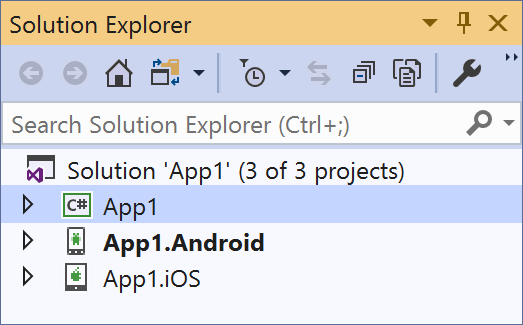 Solution Explorer
Search Solution Explorer (Ctrl+;)
Solution 'App1' (3 of 3 projects)
C# App1
App1.Android
App1.iOS